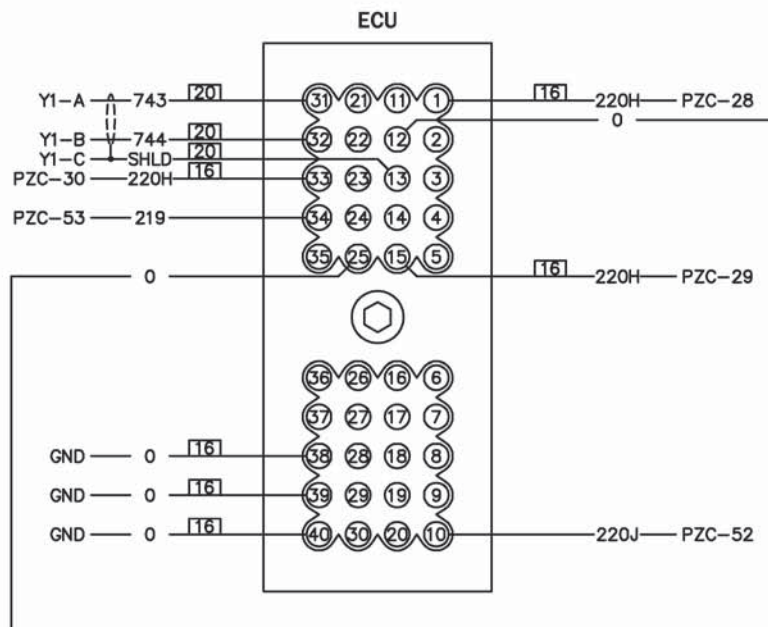 ECU
Y1-A 743 20 31 21 11 1 16 220H PZC-28
0
Y1-B 744 20 32 22 12 2
Y1-C SHLD 20
PZC-30 220H 16 33 23 13 3
PZC-53 219 34 24 14 4
35 25 15 5
0 16 220H PZC-29
36 26 16 6
37 27 17 7
GND 0 16 38 28 18 8
GND 0 16 39 29 19 9
GND 0 16 40 30 20 10 220J PZC-52